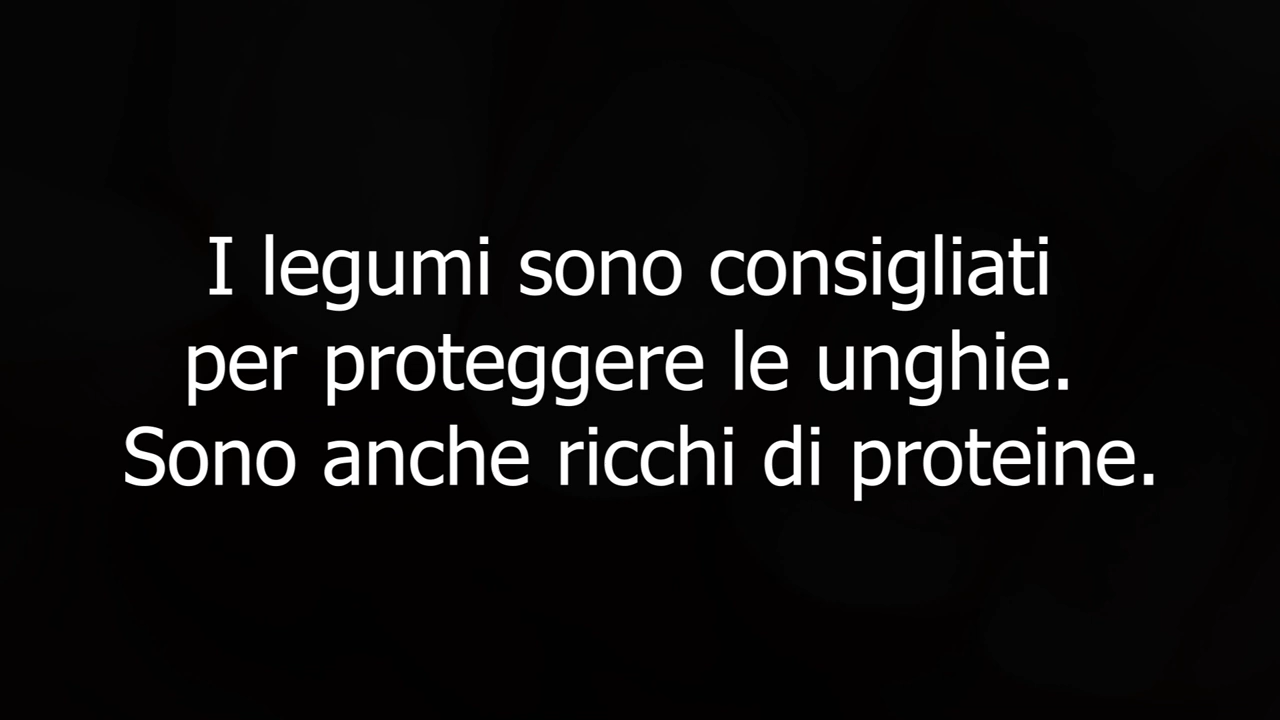 I legumi sono consigliati
per proteggere le unghie.
Sono anche ricchi di proteine.